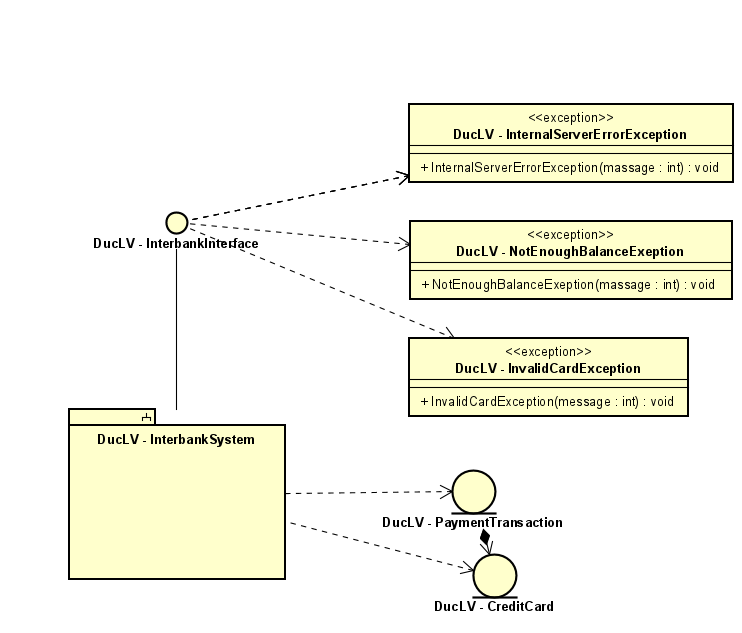 <<exception>>
DucLV - InternalServerErrorException
+ InternalServerErrorException(massage : int) : void
DucLV - InterbankInterface
<<exception>>
DucLV - NotEnoughBalanceExeption
+ NotEnoughBalanceExeption(massage : int) : void
<<exception>>
DucLV - InvalidCardException
+ InvalidCardException(message : int) : void
DucLV - InterbankSystem
DucLV - PaymentTransaction
DucLV - CreditCard